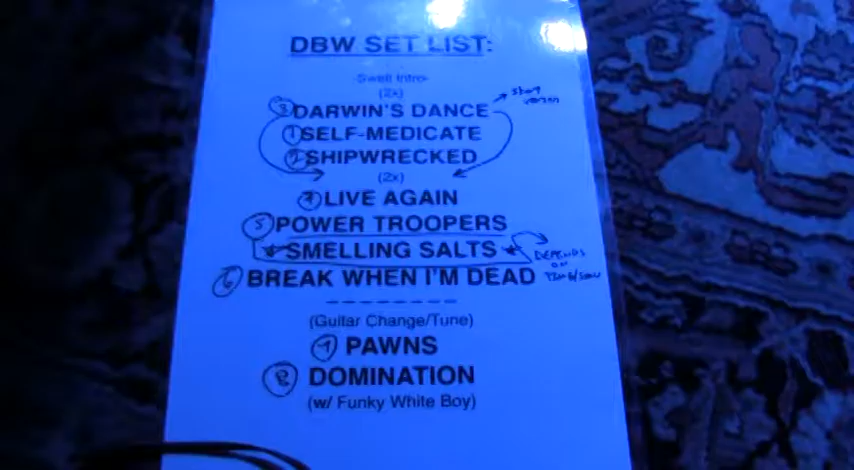 DBW SET LIST:
-Swell Intro-
(2x)
3 DARWIN'S DANCE short version
1 SELF-MEDICATE
2 SHIPWRECKED
(2x)
4 LIVE AGAIN
5 POWER TROOPERS
SMELLING SALTS DEPENDS ON
6 BREAK WHEN I'M DEAD
(Guitar Change/Tune)
7 PAWNS
8 DOMINATION
(w/ Funky White Boy)